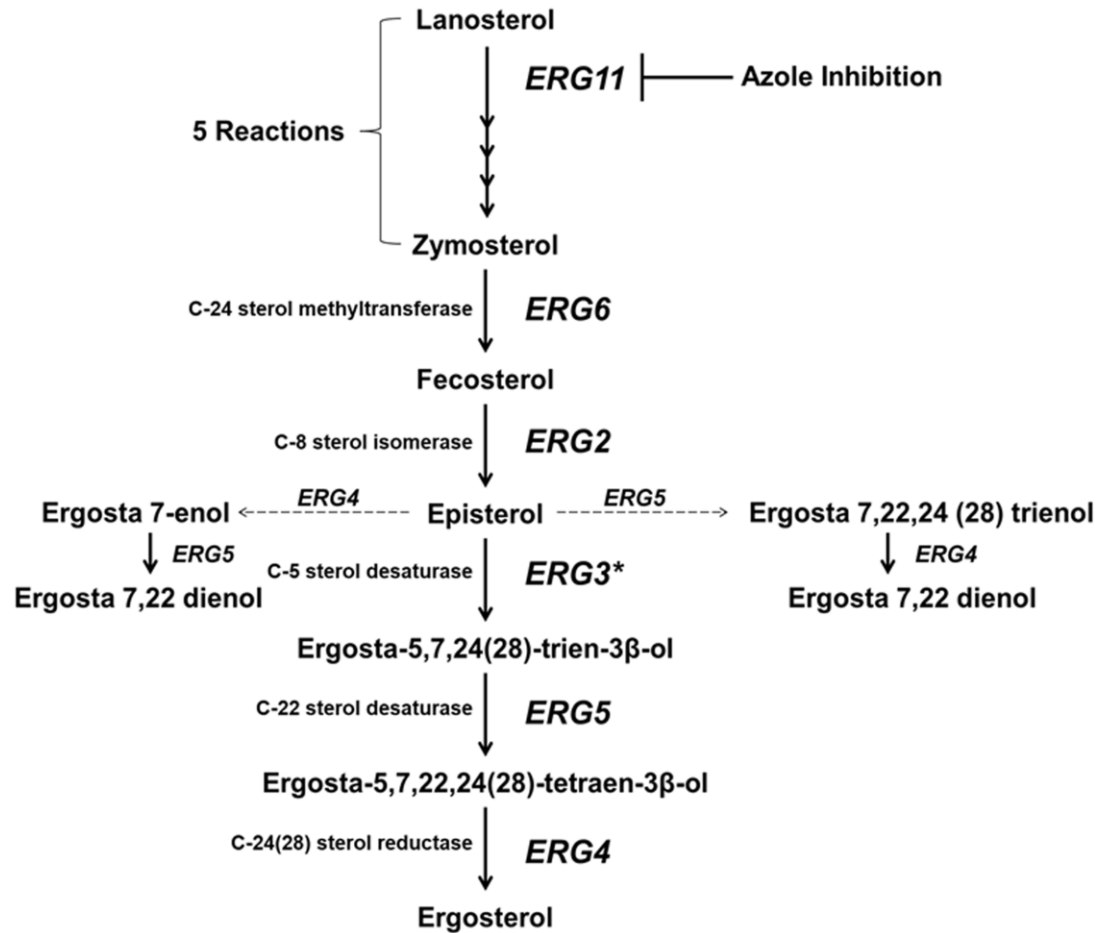 Lanosterol
ERG11
Azole Inhibition
5 Reactions
Zymosterol
C-24 sterol methyltransferase
ERG6
Fecosterol
C-8 sterol isomerase
ERG2
Ergosta 7-enol
ERG4
Episterol
ERG5
Ergosta 7,22,24 (28) trienol
ERG5
C-5 sterol desaturase
ERG3*
ERG4
Ergosta 7,22 dienol
Ergosta 7,22 dienol
Ergosta-5,7,24(28)-trien-3β-ol
C-22 sterol desaturase
ERG5
Ergosta-5,7,22,24(28)-tetraen-3β-ol
C-24(28) sterol reductase
ERG4
Ergosterol